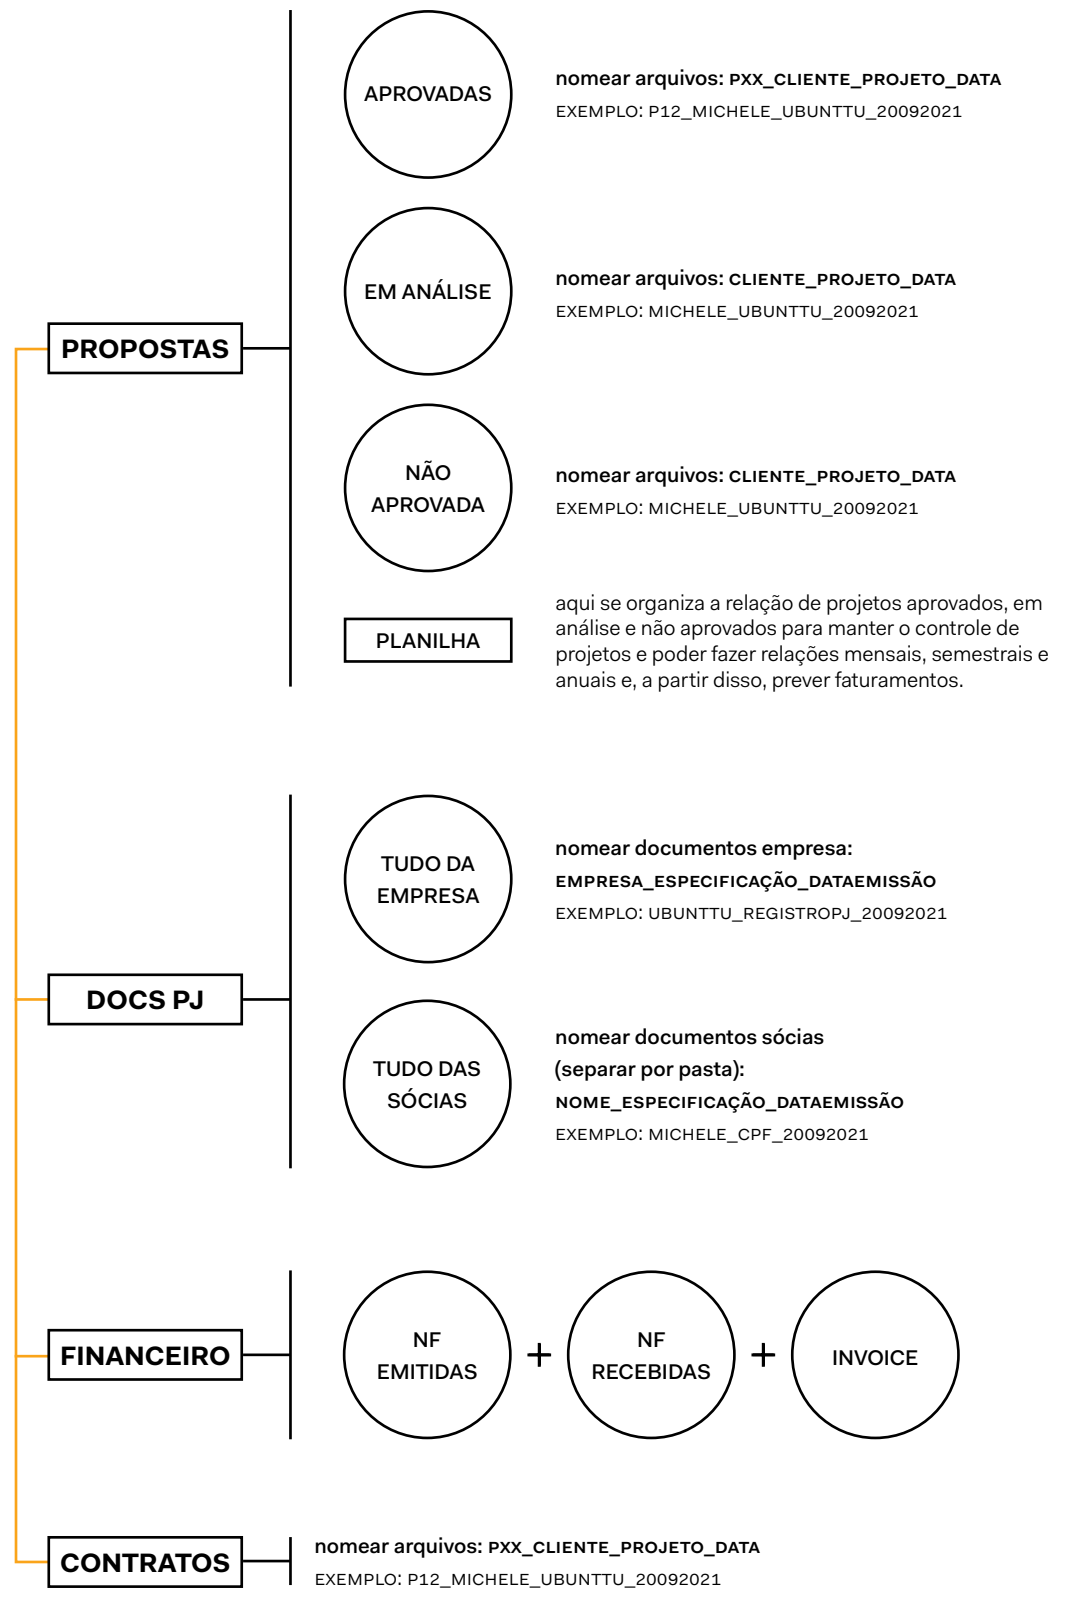 APROVADAS
nomear arquivos: PXX_CLIENTE_PROJETO_DATA
EXEMPLO: P12_MICHELE_UBUNTTU_20092021
EM ANÁLISE
nomear arquivos: CLIENTE_PROJETO_DATA
EXEMPLO: MICHELE_UBUNTTU_20092021
PROPOSTAS
NÃO
APROVADA
nomear arquivos: CLIENTE_PROJETO_DATA
EXEMPLO: MICHELE_UBUNTTU_20092021
PLANILHA
aqui se organiza a relação de projetos aprovados, em
análise e não aprovados para manter o controle de
projetos e poder fazer relações mensais, semestrais e
anuais e, a partir disso, prever faturamentos.
TUDO DA
EMPRESA
nomear documentos empresa:
EMPRESA_ESPECIFICAÇÃO_DATAEMISSÃO
EXEMPLO: UBUNTTU_REGISTROPJ_20092021
DOCS PJ
TUDO DAS
SÓCIAS
nomear documentos sócias
(separar por pasta):
NOME_ESPECIFICAÇÃO_DATAEMISSÃO
EXEMPLO: MICHELE_CPF_20092021
FINANCEIRO
NF
EMITIDAS
+
NF
RECEBIDAS
+
INVOICE
CONTRATOS
nomear arquivos: PXX_CLIENTE_PROJETO_DATA
EXEMPLO: P12_MICHELE_UBUNTTU_20092021